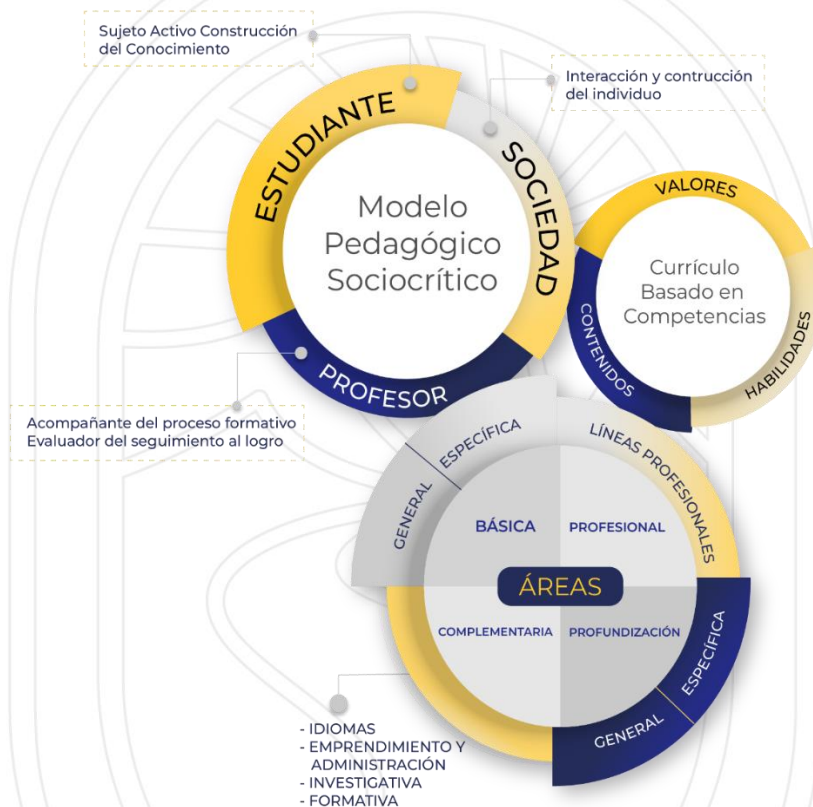 Sujeto Activo Construcción
del Conocimiento
Interacción y contrucción
del individuo
ESTUDIANTE
SOCIEDAD
PROFESOR
Modelo
Pedagógico
Sociocrítico
VALORES
CONTENIDOS
HABILIDADES
Currículo
Basado en
Competencias
Acompañante del proceso formativo
Evaluador del seguimiento al logro
GENERAL
ESPECÍFICA
LÍNEAS PROFESIONALES
BÁSICA
PROFESIONAL
ÁREAS
COMPLEMENTARIA
PROFUNDIZACIÓN
GENERAL
ESPECÍFICA
- IDIOMAS
- EMPRENDIMIENTO Y
ADMINISTRACIÓN
- INVESTIGATIVA
- FORMATIVA